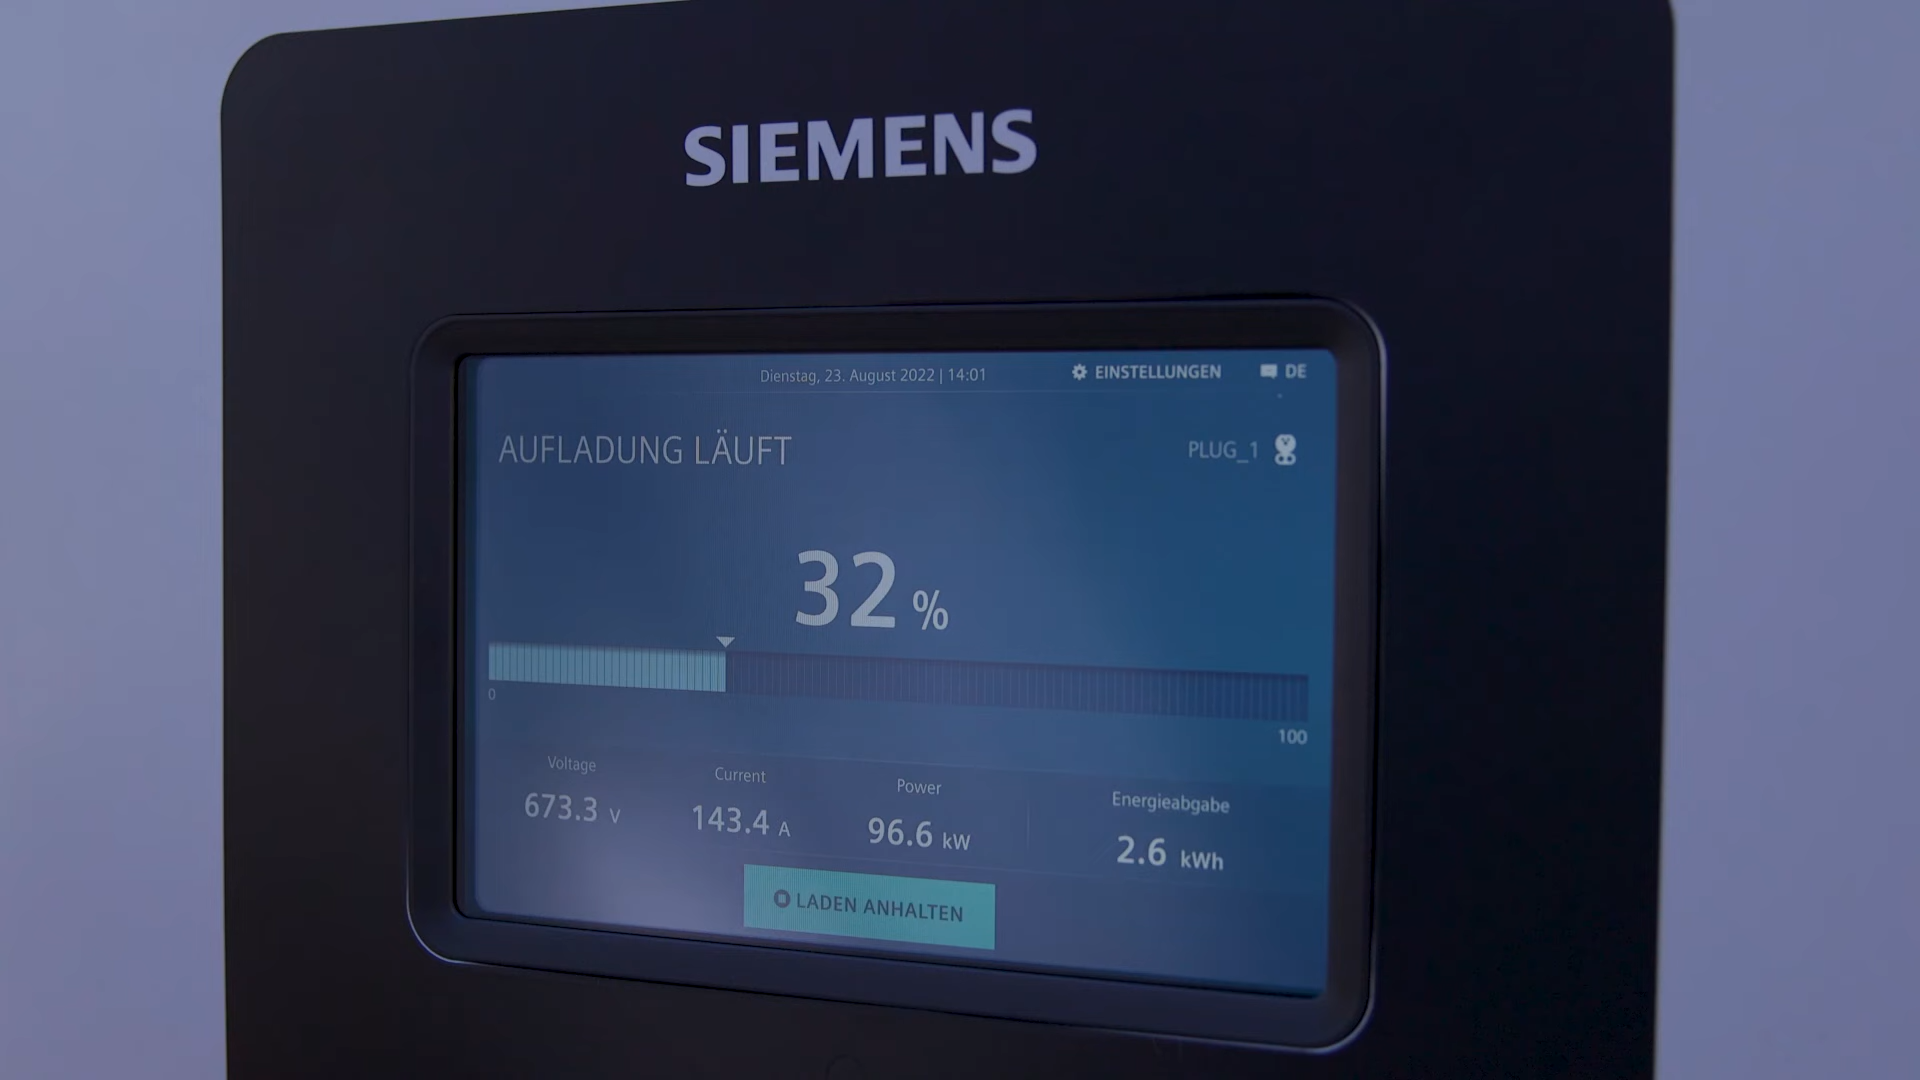 SIEMENS
Dienstag, 23. August 2022 | 14:01
EINSTELLUNGEN
DE
AUFLADUNG LÄUFT
PLUG_1
32 %
0
100
Voltage
673.3 V
Current
143.4 A
Power
96.6 kW
Energieabgabe
2.6 kWh
LADEN ANHALTEN